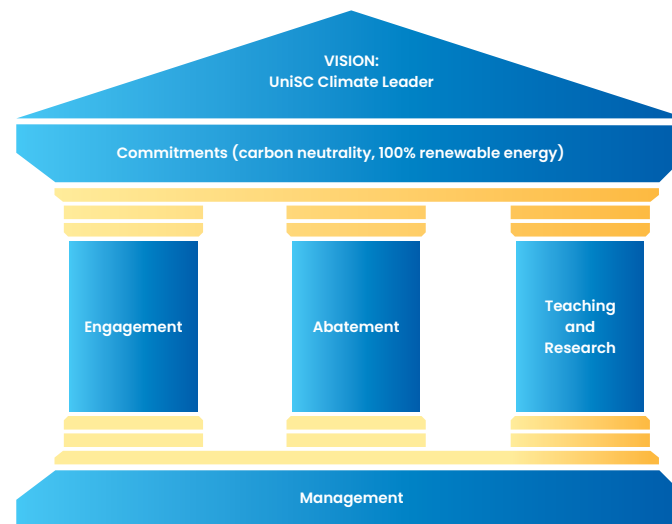 VISION:
UniSC Climate Leader
Commitments (carbon neutrality, 100% renewable energy)
Engagement
Abatement
Teaching
and
Research
Management